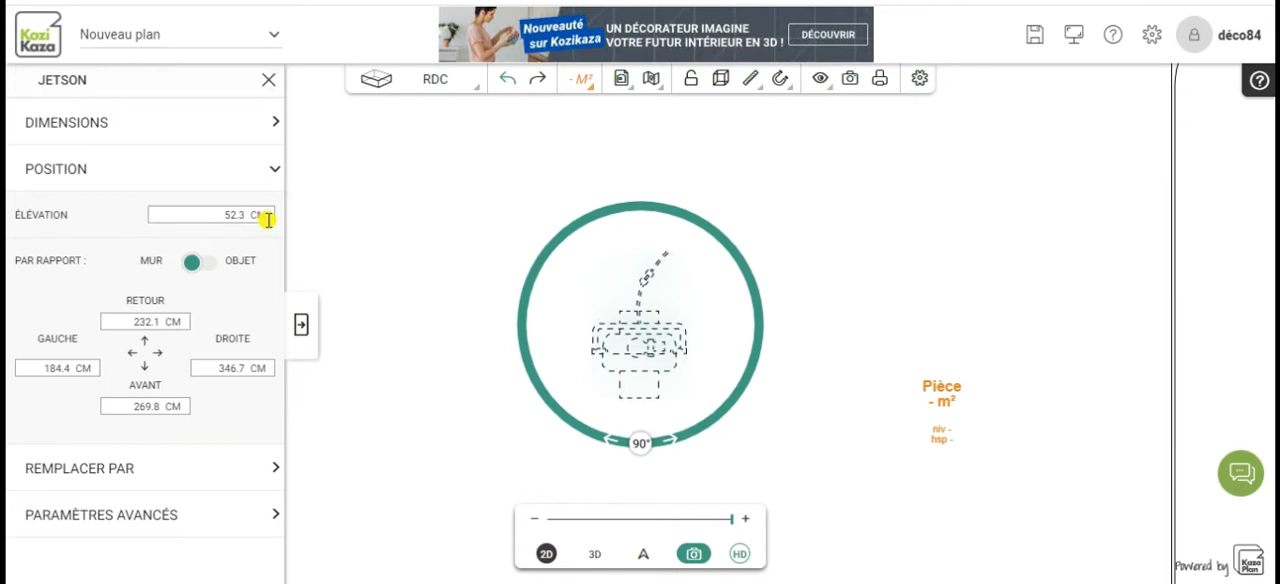 Kozi
Kaza
Nouveau plan
Nouveauté
sur Kozikaza
UN DÉCORATEUR IMAGINE
VOTRE FUTUR INTÉRIEUR EN 3D !
DÉCOUVRIR
déco84
JETSON
RDC
- M²
DIMENSIONS
POSITION
ÉLÉVATION
52.3 CM
PAR RAPPORT :
MUR
OBJET
RETOUR
232.1 CM
GAUCHE
DROITE
184.4 CM
346.7 CM
AVANT
269.8 CM
REMPLACER PAR
PARAMÈTRES AVANCÉS
90°
Pièce
- m²
niv -
hsp -
2D
3D
HD
Powered by
Kaza
Plan